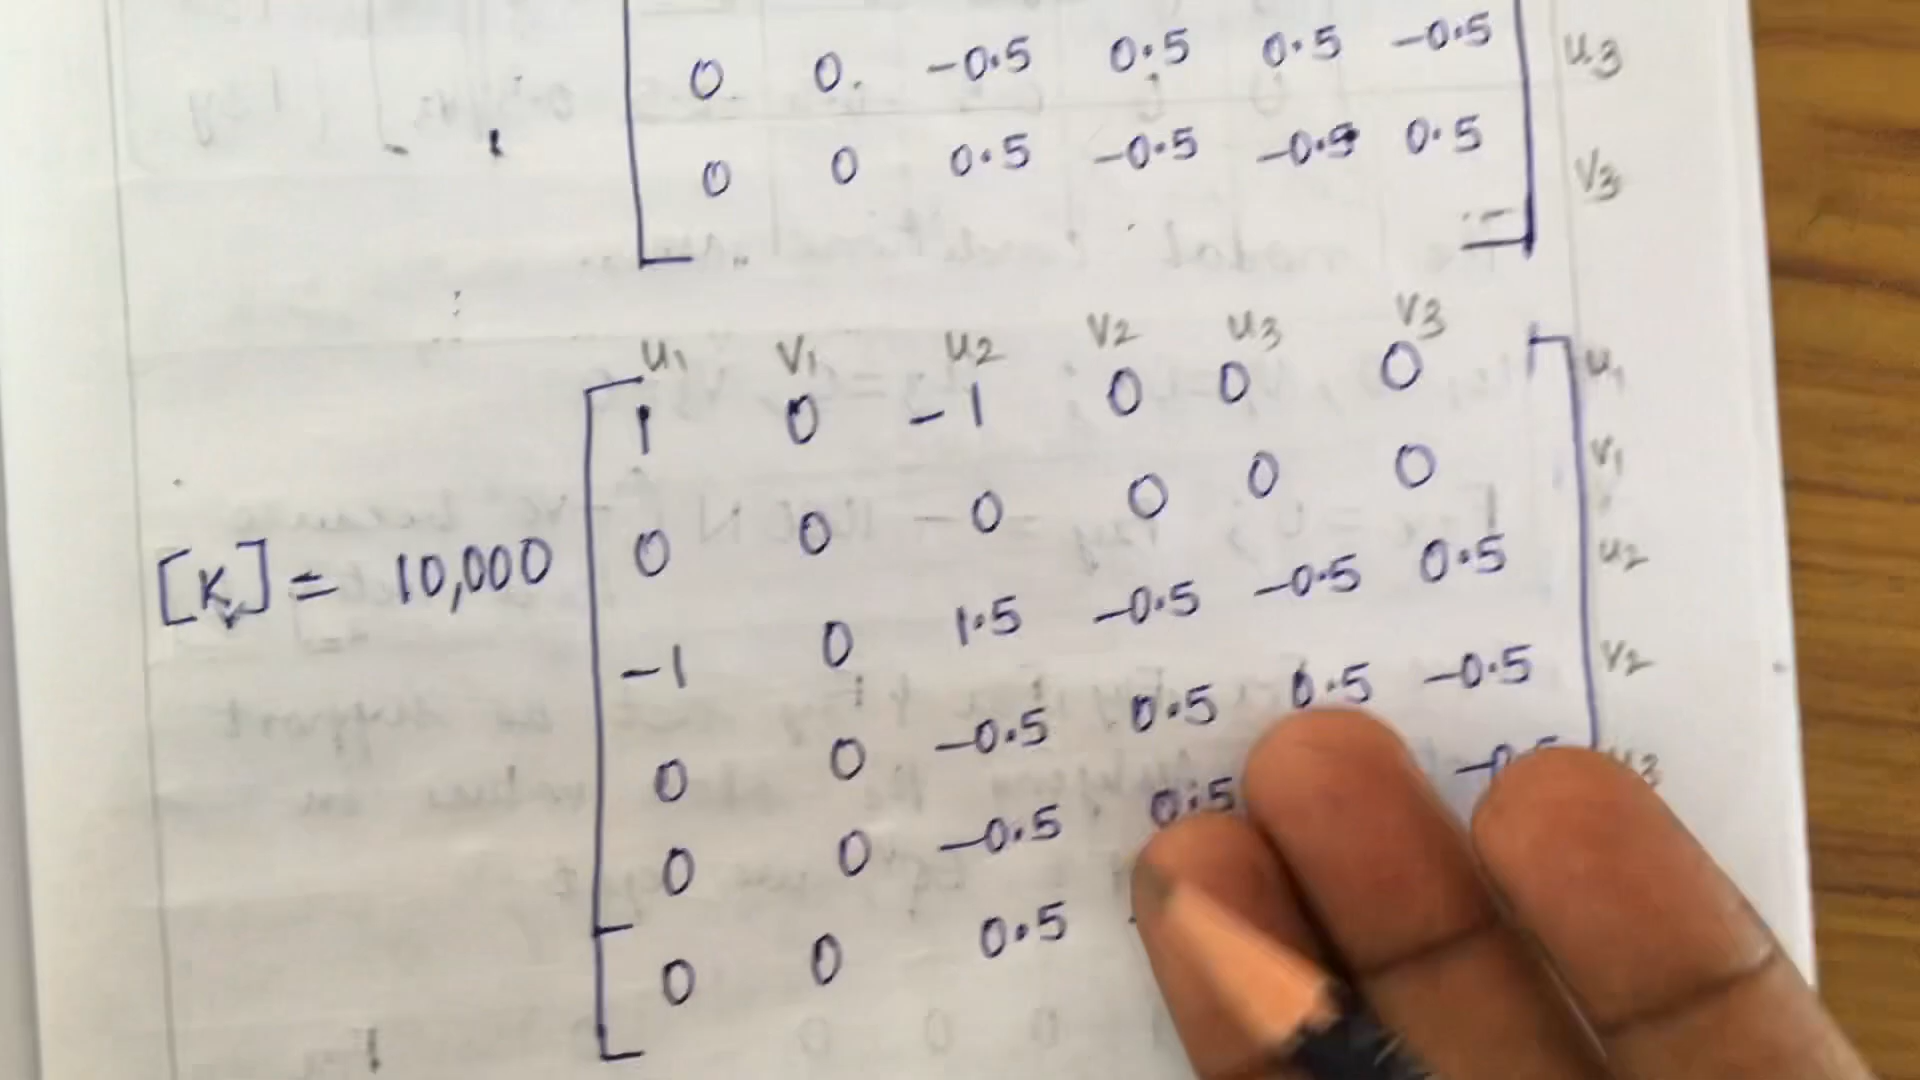 0 0. -0.5 0.5 0.5 -0.5 u3
0 0 0.5 -0.5 -0.5 0.5 v3
u1 v1 u2 v2 u3 v3
1 0 -1 0 0 0 u1
0 0 0 0 0 0 v1
[K] = 10,000
-1 0 1.5 -0.5 -0.5 0.5 u2
0 0 -0.5 0.5 0.5 -0.5 v2
0 0 -0.5 0.5 u3
0 0 0.5